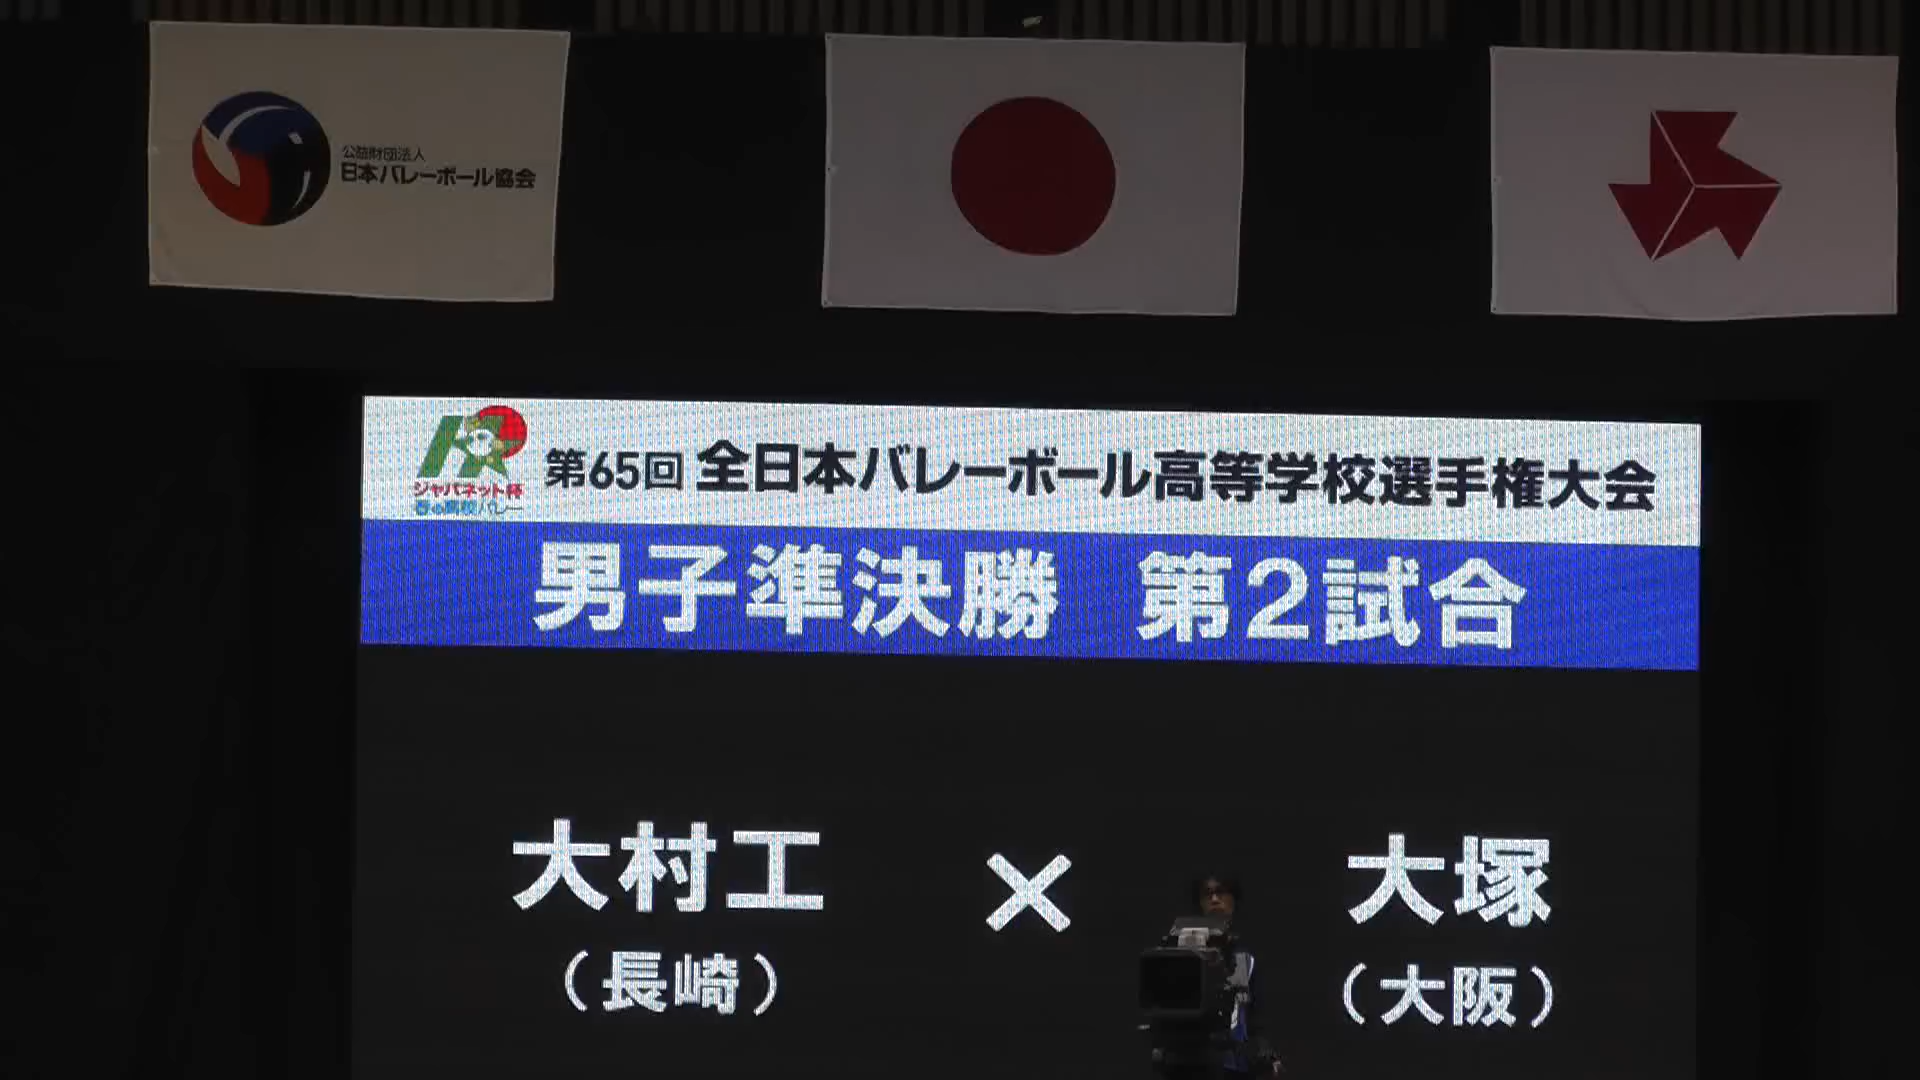 公益財団法人
日本バレーボール協会
ジャパネット杯
春の高校バレー
第65回 全日本バレーボール高等学校選手権大会
男子準決勝 第2試合
大村工 × 大塚
（長崎） （大阪）